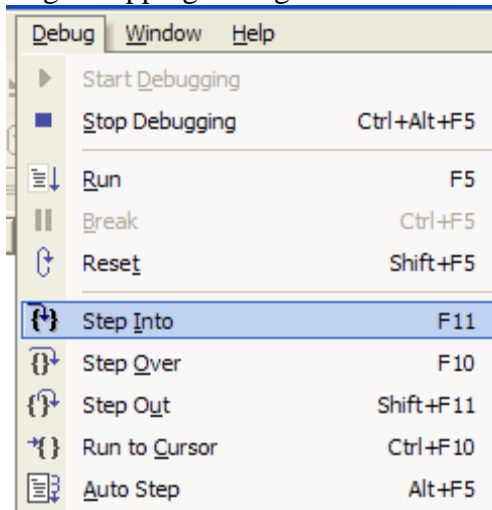 Debug Window Help
Start Debugging
Stop Debugging Ctrl+Alt+F5
Run F5
Break Ctrl+F5
Reset Shift+F5
Step Into F11
Step Over F10
Step Out Shift+F11
Run to Cursor Ctrl+F10
Auto Step Alt+F5